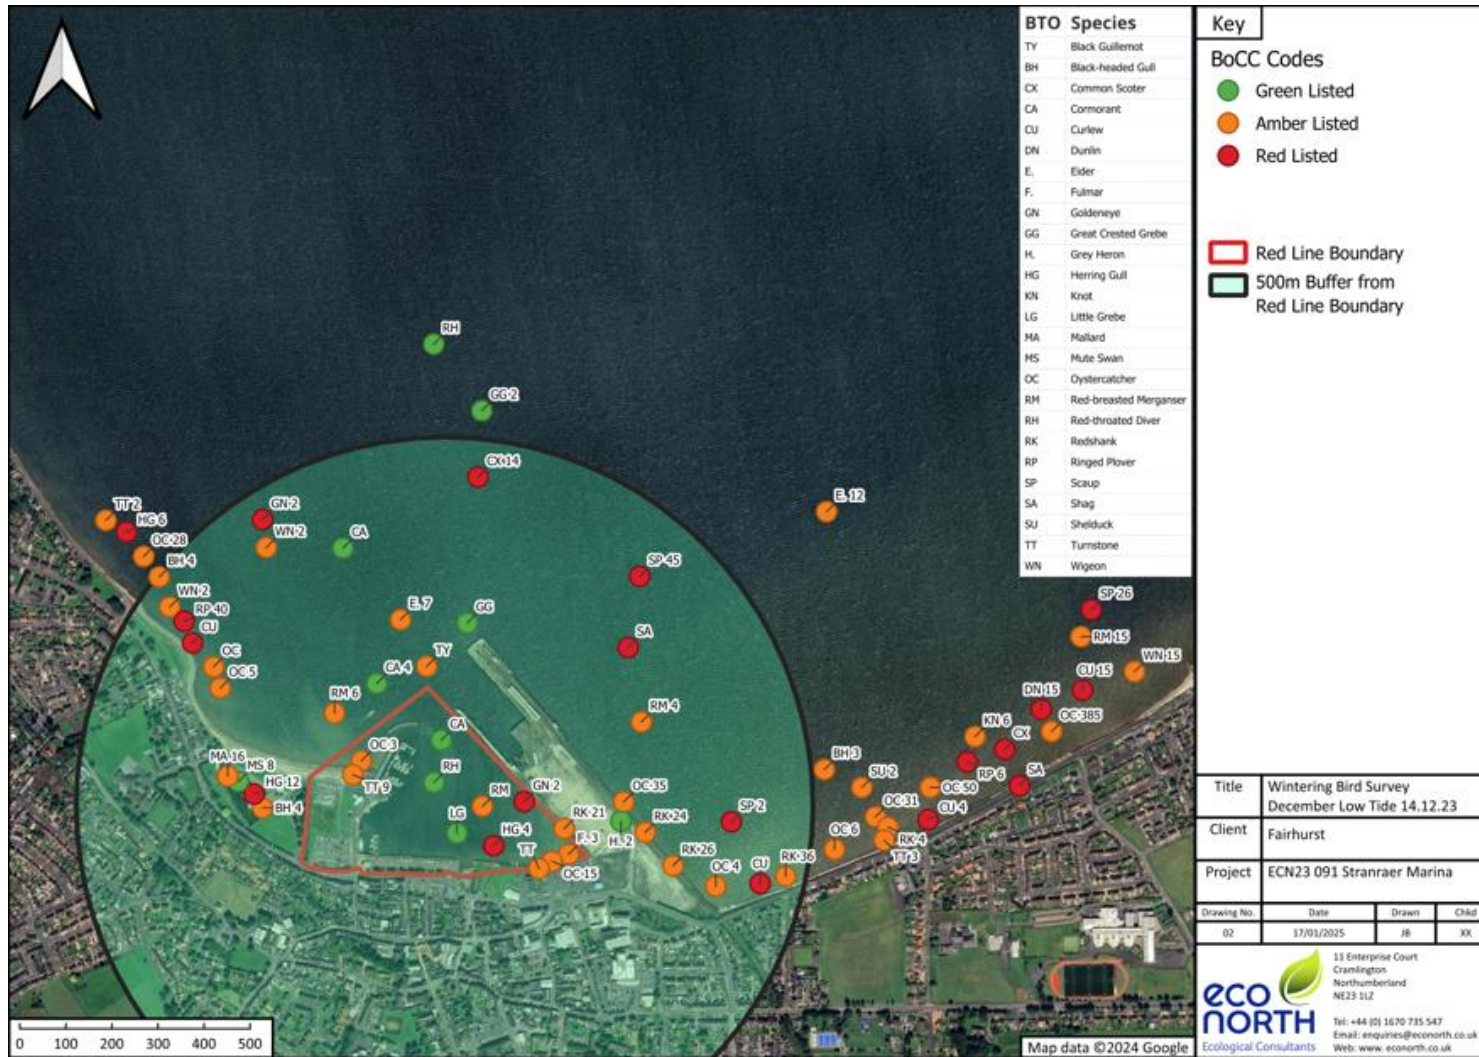 BTO Species
TY Black Guillemot
BH Black-headed Gull
CX Common Scoter
CA Cormorant
CU Curlew
DN Dunlin
E. Eider
F. Fulmar
GN Goldeneye
GG Great Crested Grebe
H. Grey Heron
HG Herring Gull
KN Knot
LG Little Grebe
MA Mallard
MS Mute Swan
OC Oystercatcher
RM Red-breasted Merganser
RH Red-throated Diver
RK Redshank
RP Ringed Plover
SP Scaup
SA Shag
SU Shelduck
TT Turnstone
WN Wigeon
Key
BoCC Codes
Green Listed
Amber Listed
Red Listed
Red Line Boundary
500m Buffer from
Red Line Boundary
RH
GG 2
CX 14
TT 2
HG 6
OC 28
BH 4
WN 2
RP 40
CU
OC
OC 5
GN 2
WN 2
CA
E. 7
GG
TY
CA 4
RM 6
SP 45
SA
RM 4
E. 12
SP 26
RM 15
WN 15
CU 15
DN 15
OC 385
KN 6
CX
RP 6
SA
BH 3
SU 2
OC 50
OC 31
CU 4
OC 6
RK 4
TT 3
MA 16
MS 8
HG 12
BH 4
OC 3
TT 9
CA
RH
LG
RM
GN 2
HG 4
RK 21
F. 3
TT
OC 15
OC 35
H. 2
RK 24
RK 26
SP 2
OC 4
CU
RK 36
0 100 200 300 400 500
Map data ©2024 Google
Title Wintering Bird Survey
December Low Tide 14.12.23
Client Fairhurst
Project ECN23 091 Stranraer Marina
Drawing No. Date Drawn Chkd
02 17/01/2025 JB XX
eco
NORTH
Ecological Consultants
11 Enterprise Court
Cramlington
Northumberland
NE23 1LZ
Tel: +44 (0) 1670 735 547
Email: enquiries@econorth.co.uk
Web: www. econorth.co.uk